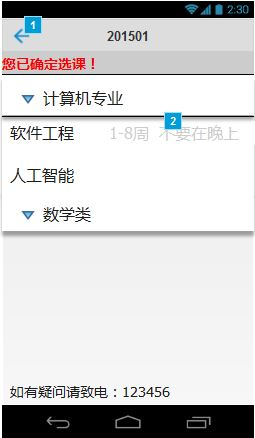 2:30
1
201501
您已确定选课！
计算机专业
2
软件工程 1-8周 不要在晚上
人工智能
数学类
如有疑问请致电：123456